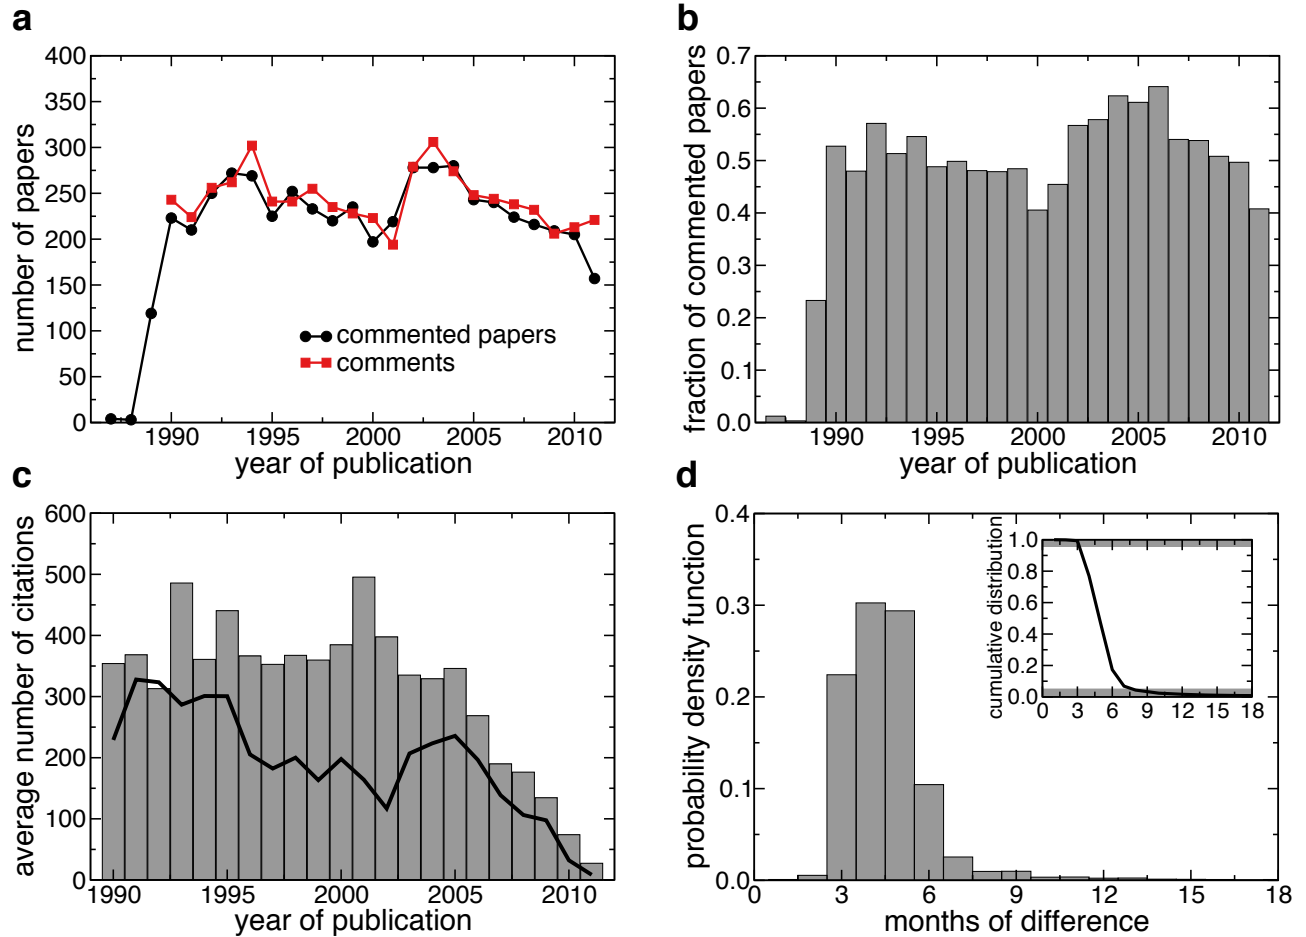 a
400
350
300
250
200
150
100
50
0
number of papers
commented papers
comments
1990 1995 2000 2005 2010
year of publication
b
0.7
0.6
0.5
0.4
0.3
0.2
0.1
0.0
fraction of commented papers
1990 1995 2000 2005 2010
year of publication
c
600
500
400
300
200
100
0
average number of citations
1990 1995 2000 2005 2010
year of publication
d
0.4
0.3
0.2
0.1
0.0
probability density function
1.0
0.8
0.6
0.4
0.2
0.0
cumulative distribution
0 3 6 9 12 15 18
0 3 6 9 12 15 18
months of difference